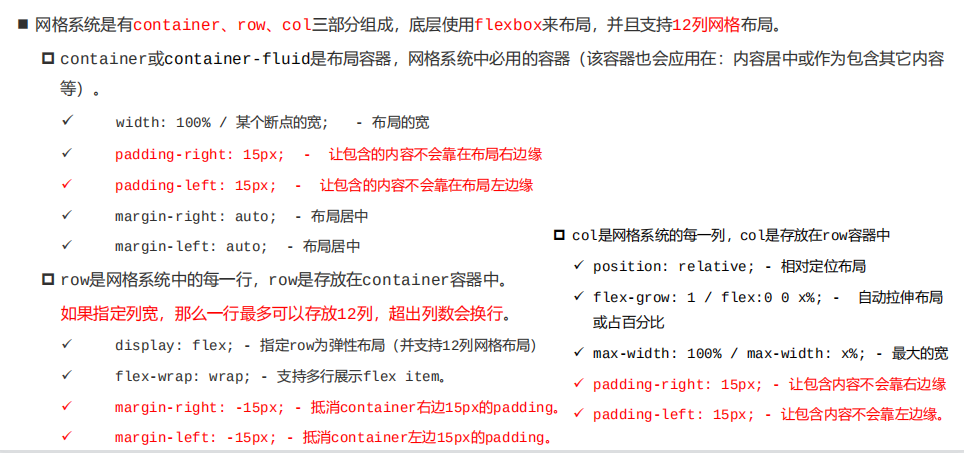 网格系统是有container、row、col三部分组成，底层使用flexbox来布局，并且支持12列网格布局。
container或container-fluid是布局容器，网格系统中必用的容器（该容器也会应用在：内容居中或作为包含其它内容
等）。
width: 100% / 某个断点的宽;   - 布局的宽
padding-right: 15px;  -  让包含的内容不会靠在布局右边缘
padding-left: 15px;  -  让包含的内容不会靠在布局左边缘
margin-right: auto;  - 布局居中
margin-left: auto;  - 布局居中
row是网格系统中的每一行，row是存放在container容器中。
如果指定列宽，那么一行最多可以存放12列，超出列数会换行。
display: flex; - 指定row为弹性布局（并支持12列网格布局）
flex-wrap: wrap; - 支持多行展示flex item。
margin-right: -15px; - 抵消container右边15px的padding。
margin-left: -15px; - 抵消container左边15px的padding。
col是网格系统的每一列，col是存放在row容器中
position: relative; - 相对定位布局
flex-grow: 1 / flex:0 0 x%; -  自动拉伸布局
或占百分比
max-width: 100% / max-width: x%; - 最大的宽
padding-right: 15px; - 让包含内容不会靠右边缘
padding-left: 15px; - 让包含内容不会靠左边缘。